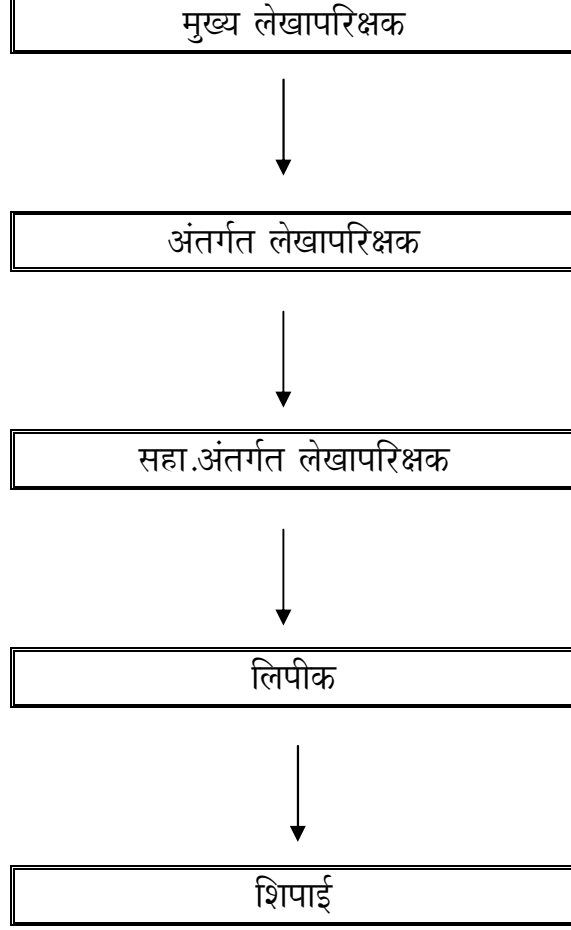 मुख्य लेखापरिक्षक
अंतर्गत लेखापरिक्षक
सहा.अंतर्गत लेखापरिक्षक
लिपीक
शिपाई